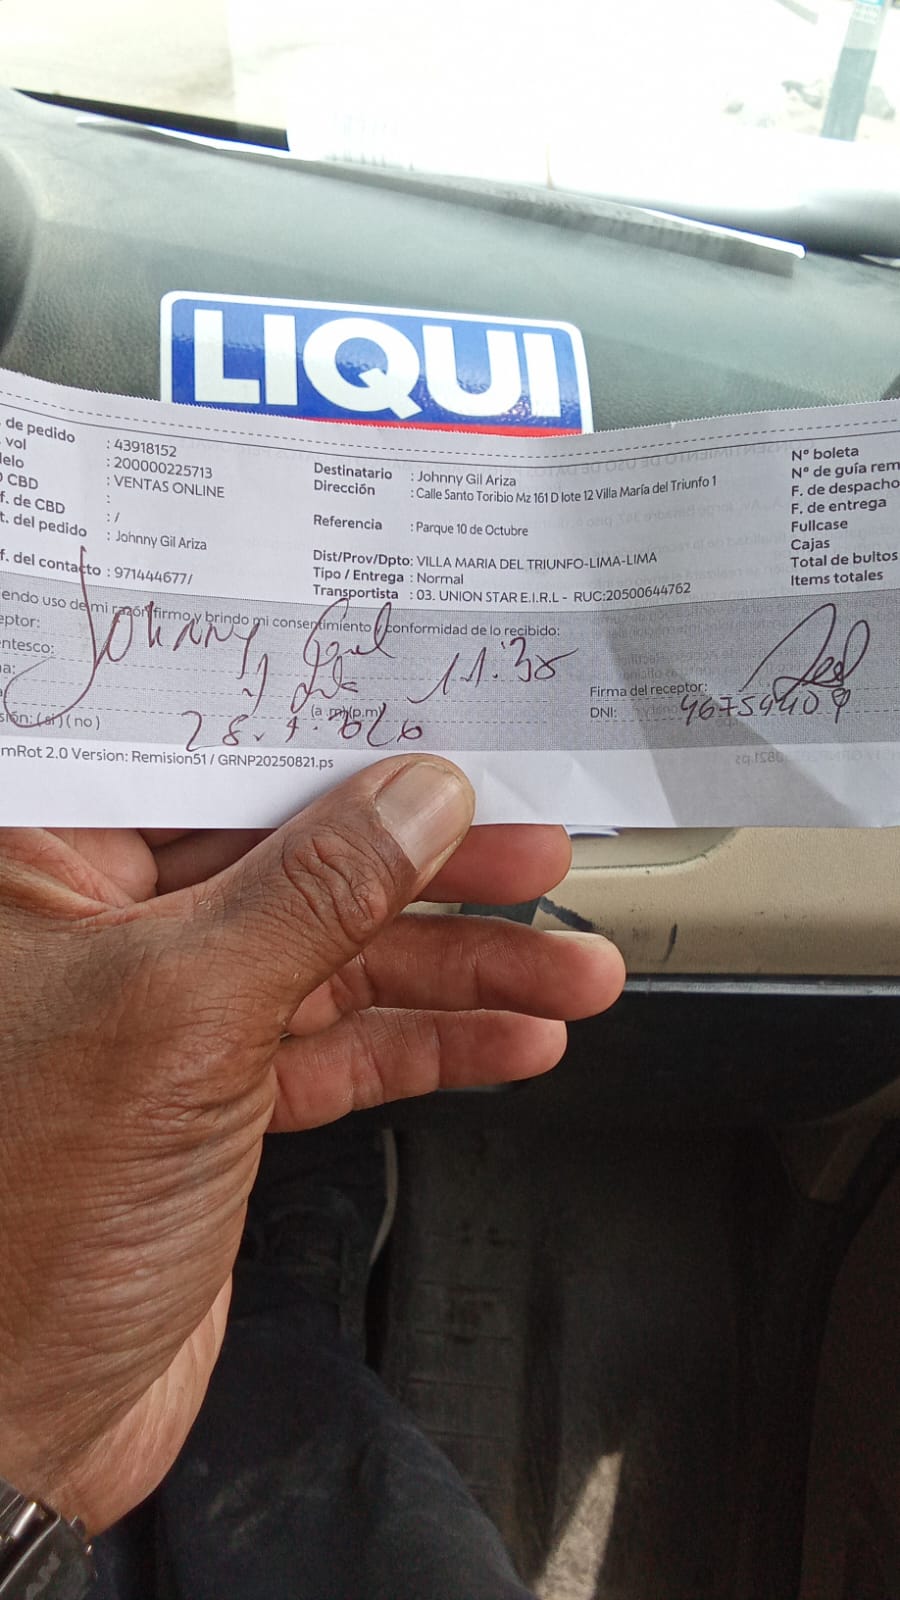 LIQUI
de pedido : 43918152
vol : 200000225713
delo : VENTAS ONLINE
CBD :
f. de CBD : /
t. del pedido : Johnny Gil Ariza
f. del contacto : 971444677/
Destinatario : Johnny Gil Ariza
Dirección : Calle Santo Toribio Mz 161 D lote 12 Villa María del Triunfo 1
Referencia : Parque 10 de Octubre
Dist/Prov/Dpto: VILLA MARIA DEL TRIUNFO-LIMA-LIMA
Tipo / Entrega : Normal
Transportista : 03. UNION STAR E.I.R.L - RUC:20500644762
Nº boleta
Nº de guía rem
F. de despacho
F. de entrega
Fullcase
Cajas
Total de bultos
Items totales
endo uso de mi razón firmo y brindo mi consentimiento / conformidad de lo recibido:
eptor: Johnny
ntesco:
a: 11:38
(a.m)(p.m)
sión: (si) (no) 28.
Firma del receptor:
DNI:
mRot 2.0 Version: Remision51 / GRNP20250821.ps